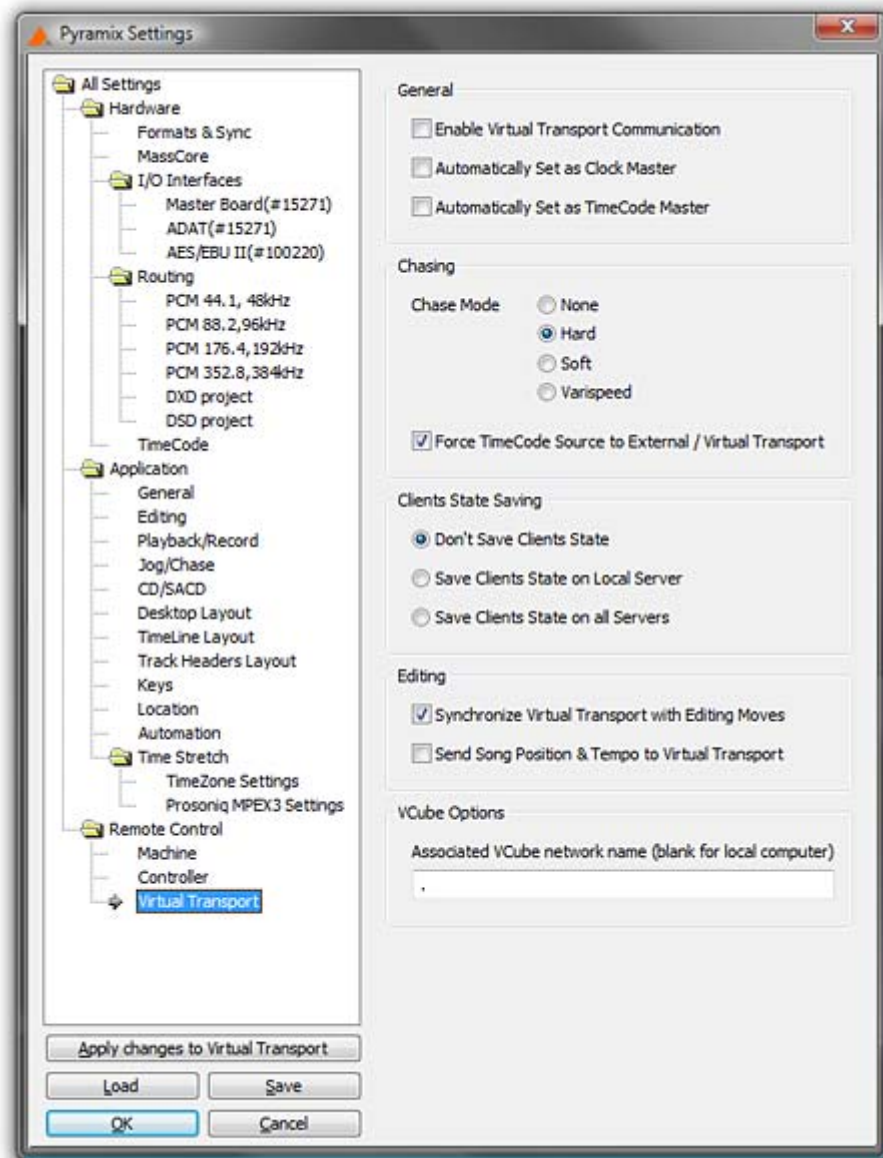 Pyramix Settings
All Settings
Hardware
Formats & Sync
MassCore
I/O Interfaces
Master Board(#15271)
ADAT(#15271)
AES/EBU II(#100220)
Routing
PCM 44.1, 48kHz
PCM 88.2,96kHz
PCM 176.4,192kHz
PCM 352.8,384kHz
DXD project
DSD project
TimeCode
Application
General
Editing
Playback/Record
Jog/Chase
CD/SACD
Desktop Layout
TimeLine Layout
Track Headers Layout
Keys
Location
Automation
Time Stretch
TimeZone Settings
Prosoniq MPEX3 Settings
Remote Control
Machine
Controller
Virtual Transport
Apply changes to Virtual Transport
Load Save
OK Cancel
General
Enable Virtual Transport Communication
Automatically Set as Clock Master
Automatically Set as TimeCode Master
Chasing
Chase Mode None
Hard
Soft
Varispeed
Force TimeCode Source to External / Virtual Transport
Clients State Saving
Don't Save Clients State
Save Clients State on Local Server
Save Clients State on all Servers
Editing
Synchronize Virtual Transport with Editing Moves
Send Song Position & Tempo to Virtual Transport
VCube Options
Associated VCube network name (blank for local computer)
.